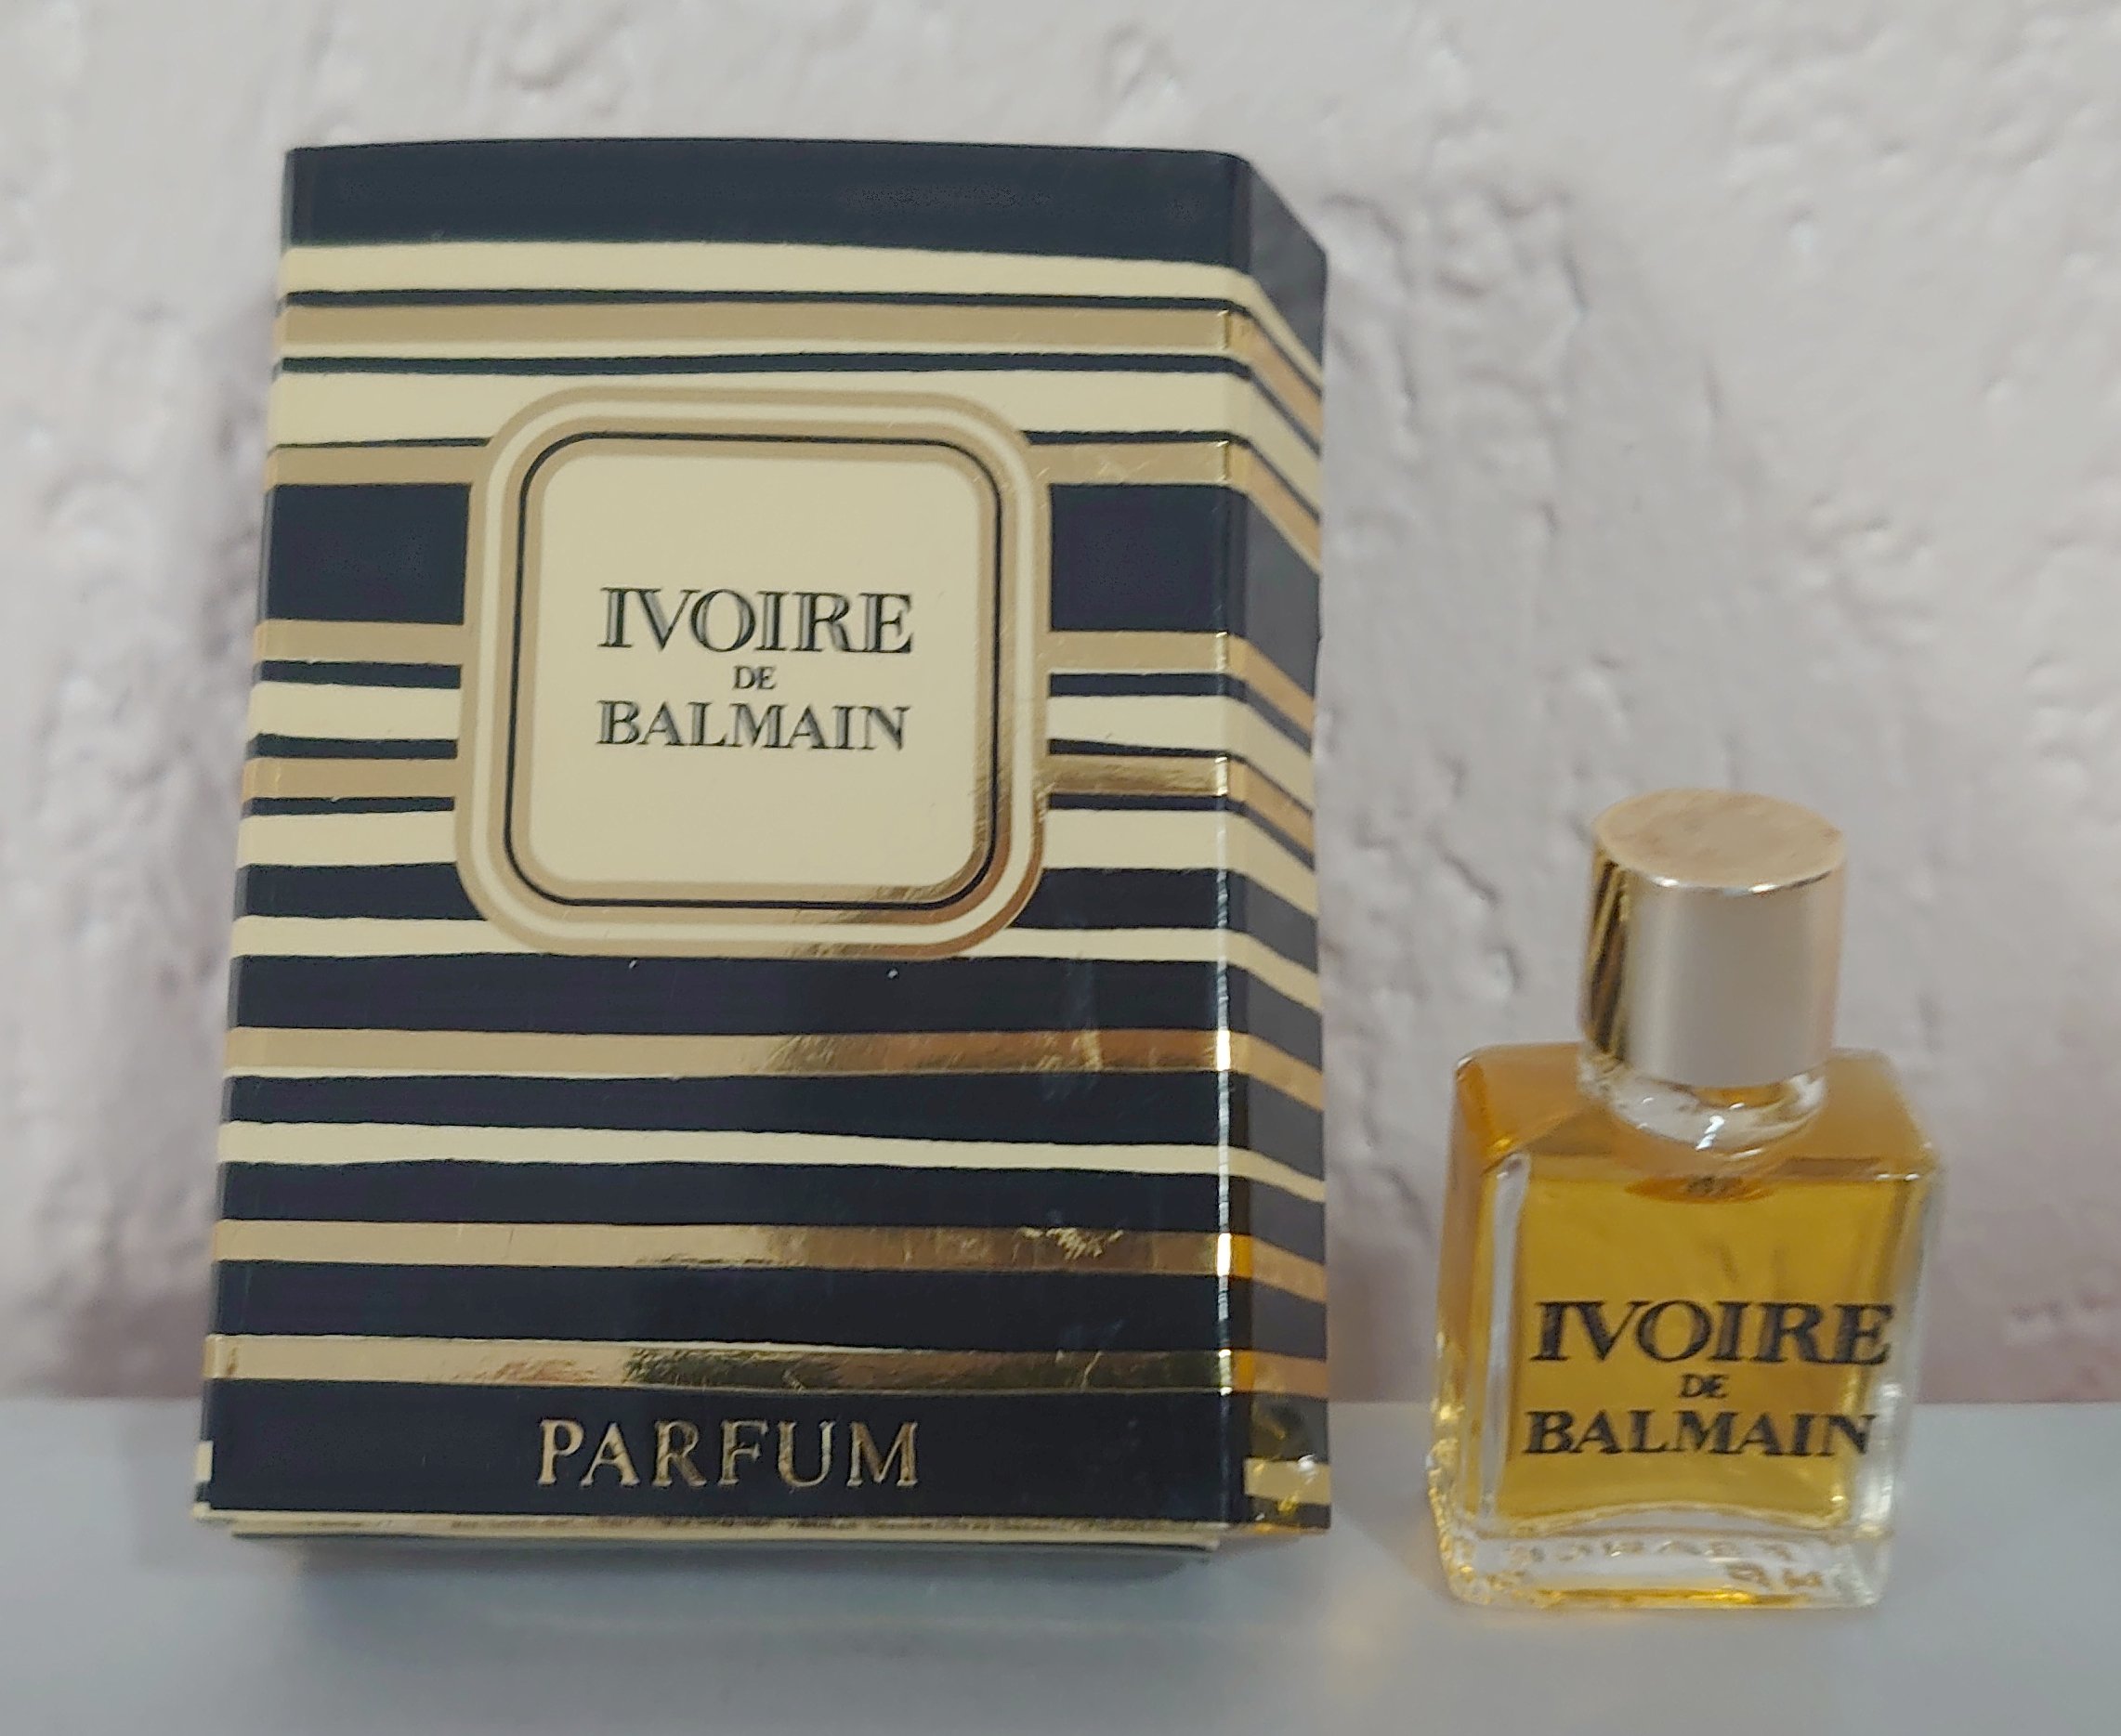 IVOIRE
DE
BALMAIN
PARFUM
IVOIRE
DE
BALMAIN